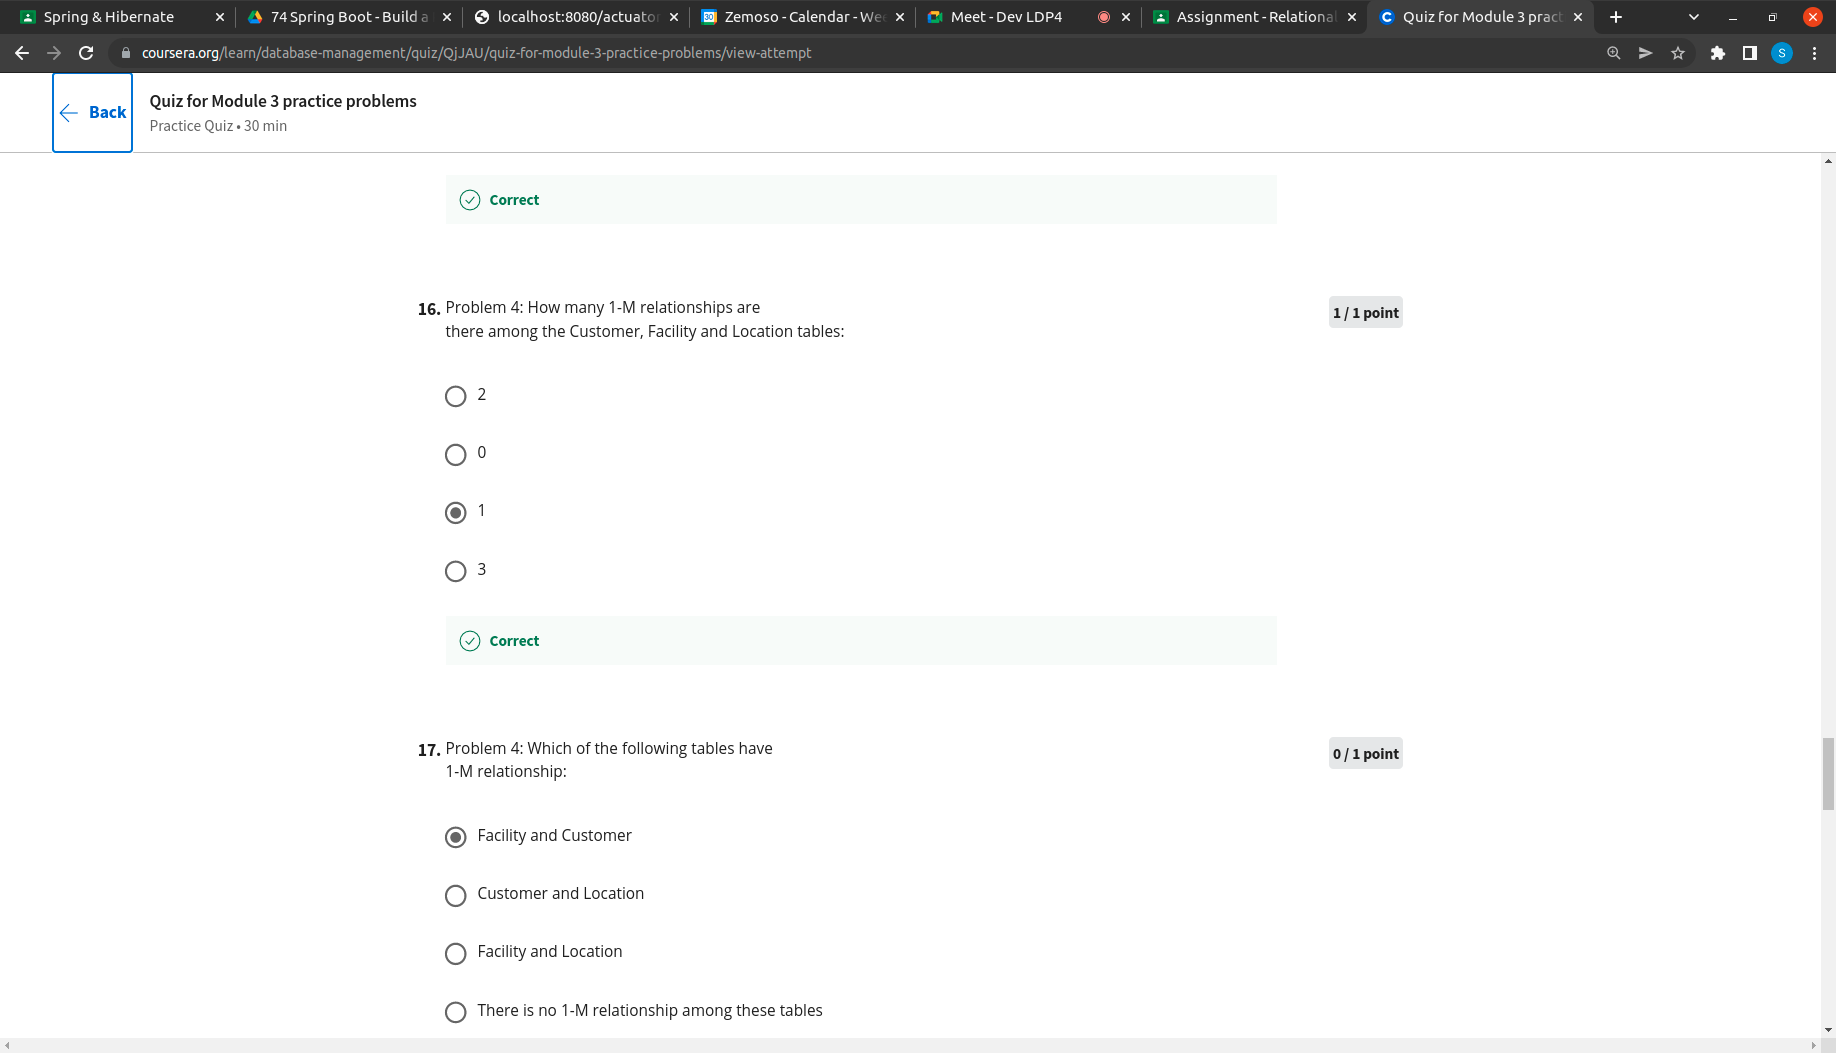 Spring & Hibernate
74 Spring Boot - Build a
localhost:8080/actuator
Zemoso - Calendar - We
Meet - Dev LDP4
Assignment - Relational
Quiz for Module 3 pract
coursera.org/learn/database-management/quiz/QjJAU/quiz-for-module-3-practice-problems/view-attempt
S
Back
Quiz for Module 3 practice problems
Practice Quiz • 30 min
Correct
16. Problem 4: How many 1-M relationships are
there among the Customer, Facility and Location tables:
1 / 1 point
2
0
1
3
Correct
17. Problem 4: Which of the following tables have
1-M relationship:
0 / 1 point
Facility and Customer
Customer and Location
Facility and Location
There is no 1-M relationship among these tables